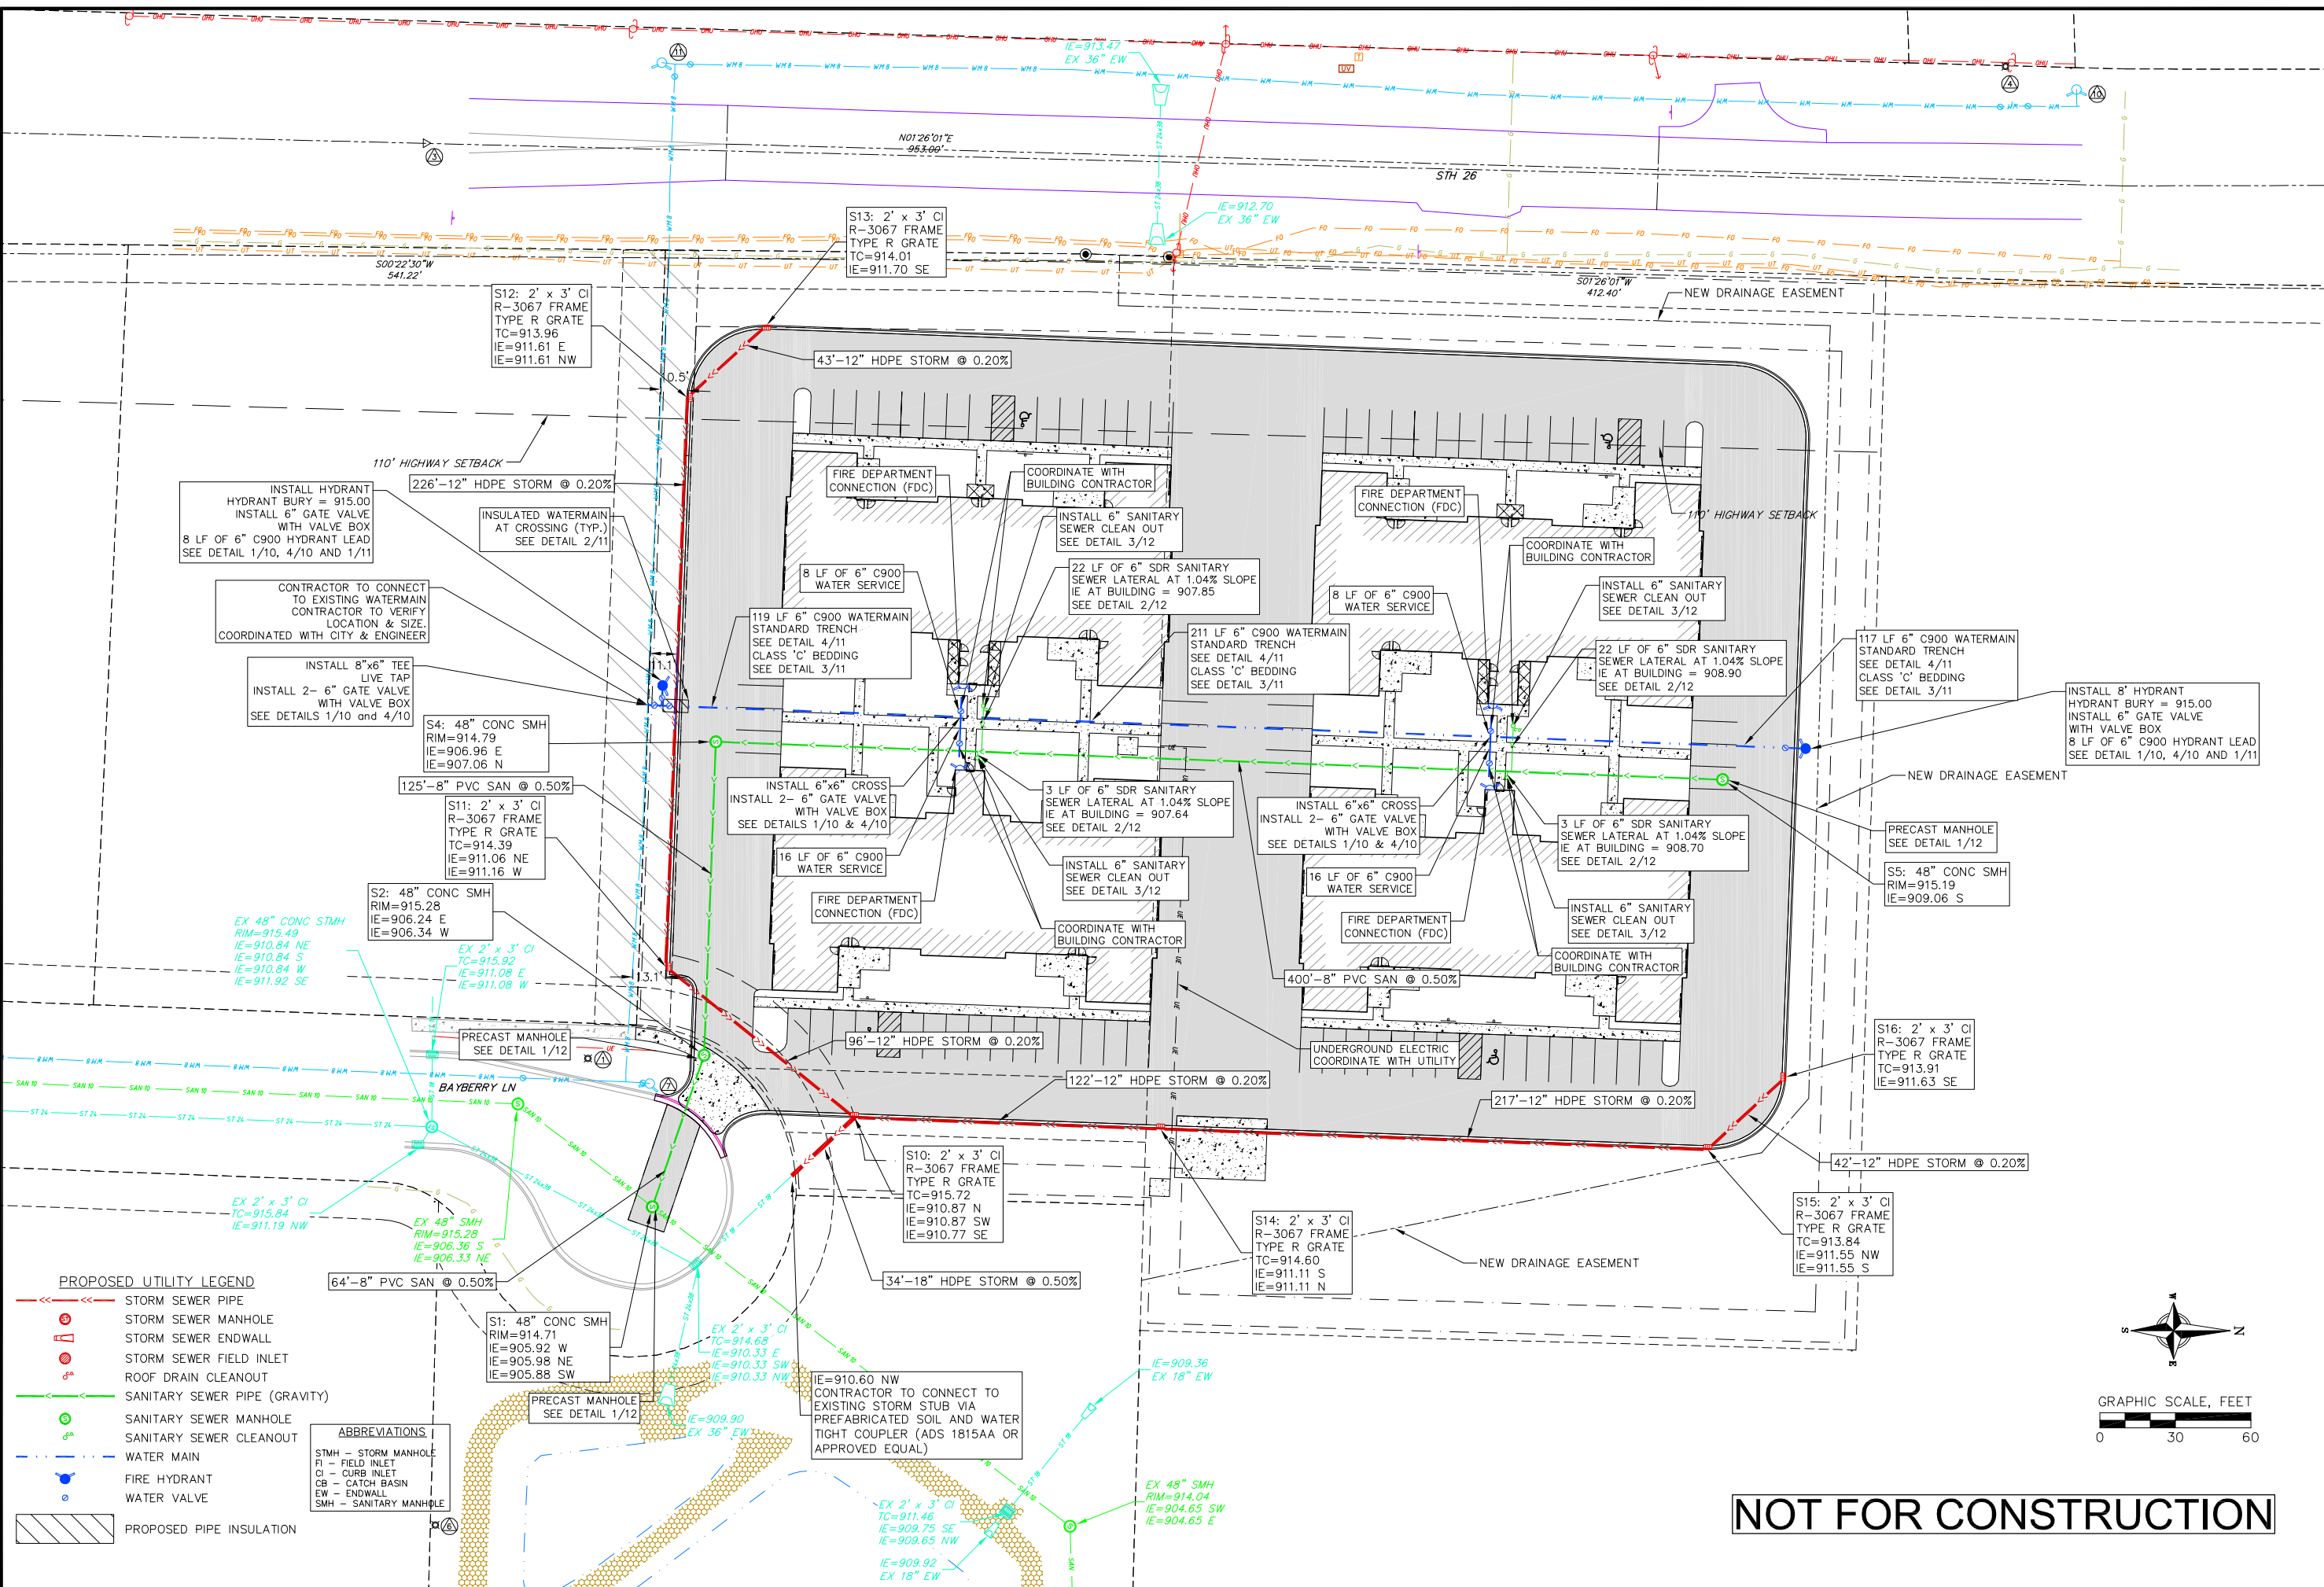 IE=913.47
EX 36" EW
N01°26'01"E
953.00'
STH 26
IE=912.70
EX 36" EW
S00°22'30"W
541.22'
S01°26'01"W
412.40'
NEW DRAINAGE EASEMENT
S13: 2' x 3' CI
R-3067 FRAME
TYPE R GRATE
TC=914.01
IE=911.70 SE
S12: 2' x 3' CI
R-3067 FRAME
TYPE R GRATE
TC=913.96
IE=911.61 E
IE=911.61 NW
43'-12" HDPE STORM @ 0.20%
0.5'
110' HIGHWAY SETBACK
226'-12" HDPE STORM @ 0.20%
INSTALL HYDRANT
HYDRANT BURY = 915.00
INSTALL 6" GATE VALVE
WITH VALVE BOX
8 LF OF 6" C900 HYDRANT LEAD
SEE DETAIL 1/10, 4/10 AND 1/11
INSULATED WATERMAIN
AT CROSSING (TYP.)
SEE DETAIL 2/11
CONTRACTOR TO CONNECT
TO EXISTING WATERMAIN
CONTRACTOR TO VERIFY
LOCATION & SIZE.
COORDINATED WITH CITY & ENGINEER
INSTALL 8"x6" TEE
LIVE TAP
INSTALL 2- 6" GATE VALVE
WITH VALVE BOX
SEE DETAILS 1/10 and 4/10
11.1'
FIRE DEPARTMENT
CONNECTION (FDC)
COORDINATE WITH
BUILDING CONTRACTOR
INSTALL 6" SANITARY
SEWER CLEAN OUT
SEE DETAIL 3/12
8 LF OF 6" C900
WATER SERVICE
22 LF OF 6" SDR SANITARY
SEWER LATERAL AT 1.04% SLOPE
IE AT BUILDING = 907.85
SEE DETAIL 2/12
119 LF 6" C900 WATERMAIN
STANDARD TRENCH
SEE DETAIL 4/11
CLASS 'C' BEDDING
SEE DETAIL 3/11
211 LF 6" C900 WATERMAIN
STANDARD TRENCH
SEE DETAIL 4/11
CLASS 'C' BEDDING
SEE DETAIL 3/11
FIRE DEPARTMENT
CONNECTION (FDC)
110' HIGHWAY SETBACK
COORDINATE WITH
BUILDING CONTRACTOR
8 LF OF 6" C900
WATER SERVICE
INSTALL 6" SANITARY
SEWER CLEAN OUT
SEE DETAIL 3/12
22 LF OF 6" SDR SANITARY
SEWER LATERAL AT 1.04% SLOPE
IE AT BUILDING = 908.90
SEE DETAIL 2/12
117 LF 6" C900 WATERMAIN
STANDARD TRENCH
SEE DETAIL 4/11
CLASS 'C' BEDDING
SEE DETAIL 3/11
INSTALL 8' HYDRANT
HYDRANT BURY = 915.00
INSTALL 6" GATE VALVE
WITH VALVE BOX
8 LF OF 6" C900 HYDRANT LEAD
SEE DETAIL 1/10, 4/10 AND 1/11
NEW DRAINAGE EASEMENT
PRECAST MANHOLE
SEE DETAIL 1/12
S5: 48" CONC SMH
RIM=915.19
IE=909.06 S
S4: 48" CONC SMH
RIM=914.79
IE=906.96 E
IE=907.06 N
125'-8" PVC SAN @ 0.50%
S11: 2' x 3' CI
R-3067 FRAME
TYPE R GRATE
TC=914.39
IE=911.06 NE
IE=911.16 W
S2: 48" CONC SMH
RIM=915.28
IE=906.24 E
IE=906.34 W
INSTALL 6"x6" CROSS
INSTALL 2- 6" GATE VALVE
WITH VALVE BOX
SEE DETAILS 1/10 & 4/10
16 LF OF 6" C900
WATER SERVICE
FIRE DEPARTMENT
CONNECTION (FDC)
3 LF OF 6" SDR SANITARY
SEWER LATERAL AT 1.04% SLOPE
IE AT BUILDING = 907.64
SEE DETAIL 2/12
INSTALL 6" SANITARY
SEWER CLEAN OUT
SEE DETAIL 3/12
COORDINATE WITH
BUILDING CONTRACTOR
INSTALL 6"x6" CROSS
INSTALL 2- 6" GATE VALVE
WITH VALVE BOX
SEE DETAILS 1/10 & 4/10
16 LF OF 6" C900
WATER SERVICE
FIRE DEPARTMENT
CONNECTION (FDC)
3 LF OF 6" SDR SANITARY
SEWER LATERAL AT 1.04% SLOPE
IE AT BUILDING = 908.70
SEE DETAIL 2/12
INSTALL 6" SANITARY
SEWER CLEAN OUT
SEE DETAIL 3/12
COORDINATE WITH
BUILDING CONTRACTOR
400'-8" PVC SAN @ 0.50%
EX 48" CONC STMH
RIM=915.49
IE=910.84 NE
IE=910.84 S
IE=910.84 W
IE=911.92 SE
EX 2' x 3' CI
TC=915.92
IE=911.08 E
IE=911.08 W
3.1'
PRECAST MANHOLE
SEE DETAIL 1/12
96'-12" HDPE STORM @ 0.20%
122'-12" HDPE STORM @ 0.20%
UNDERGROUND ELECTRIC
COORDINATE WITH UTILITY
217'-12" HDPE STORM @ 0.20%
S16: 2' x 3' CI
R-3067 FRAME
TYPE R GRATE
TC=913.91
IE=911.63 SE
42'-12" HDPE STORM @ 0.20%
BAYBERRY LN
S10: 2' x 3' CI
R-3067 FRAME
TYPE R GRATE
TC=915.72
IE=910.87 N
IE=910.87 SW
IE=910.77 SE
S14: 2' x 3' CI
R-3067 FRAME
TYPE R GRATE
TC=914.60
IE=911.11 S
IE=911.11 N
S15: 2' x 3' CI
R-3067 FRAME
TYPE R GRATE
TC=913.84
IE=911.55 NW
IE=911.55 S
NEW DRAINAGE EASEMENT
34'-18" HDPE STORM @ 0.50%
EX 2' x 3' CI
TC=915.84
IE=911.19 NW
EX 48" SMH
RIM=915.28
IE=906.36 S
IE=906.33 NE
64'-8" PVC SAN @ 0.50%
S1: 48" CONC SMH
RIM=914.71
IE=905.92 W
IE=905.98 NE
IE=905.88 SW
PRECAST MANHOLE
SEE DETAIL 1/12
EX 2' x 3' CI
TC=914.68
IE=910.33 E
IE=910.33 SW
IE=910.33 NW
IE=909.90
EX 36" EW
IE=910.60 NW
CONTRACTOR TO CONNECT TO
EXISTING STORM STUB VIA
PREFABRICATED SOIL AND WATER
TIGHT COUPLER (ADS 1815AA OR
APPROVED EQUAL)
IE=909.36
EX 18" EW
EX 2' x 3' CI
TC=911.46
IE=909.75 SE
IE=909.65 NW
IE=909.92
EX 18" EW
EX 48" SMH
RIM=914.04
IE=904.65 SW
IE=904.65 E
PROPOSED UTILITY LEGEND
STORM SEWER PIPE
STORM SEWER MANHOLE
STORM SEWER ENDWALL
STORM SEWER FIELD INLET
ROOF DRAIN CLEANOUT
SANITARY SEWER PIPE (GRAVITY)
SANITARY SEWER MANHOLE
SANITARY SEWER CLEANOUT
WATER MAIN
FIRE HYDRANT
WATER VALVE
PROPOSED PIPE INSULATION
ABBREVIATIONS
STMH - STORM MANHOLE
FI - FIELD INLET
CI - CURB INLET
CB - CATCH BASIN
EW - ENDWALL
SMH - SANITARY MANHOLE
W
S
N
E
GRAPHIC SCALE, FEET
0 30 60
NOT FOR CONSTRUCTION